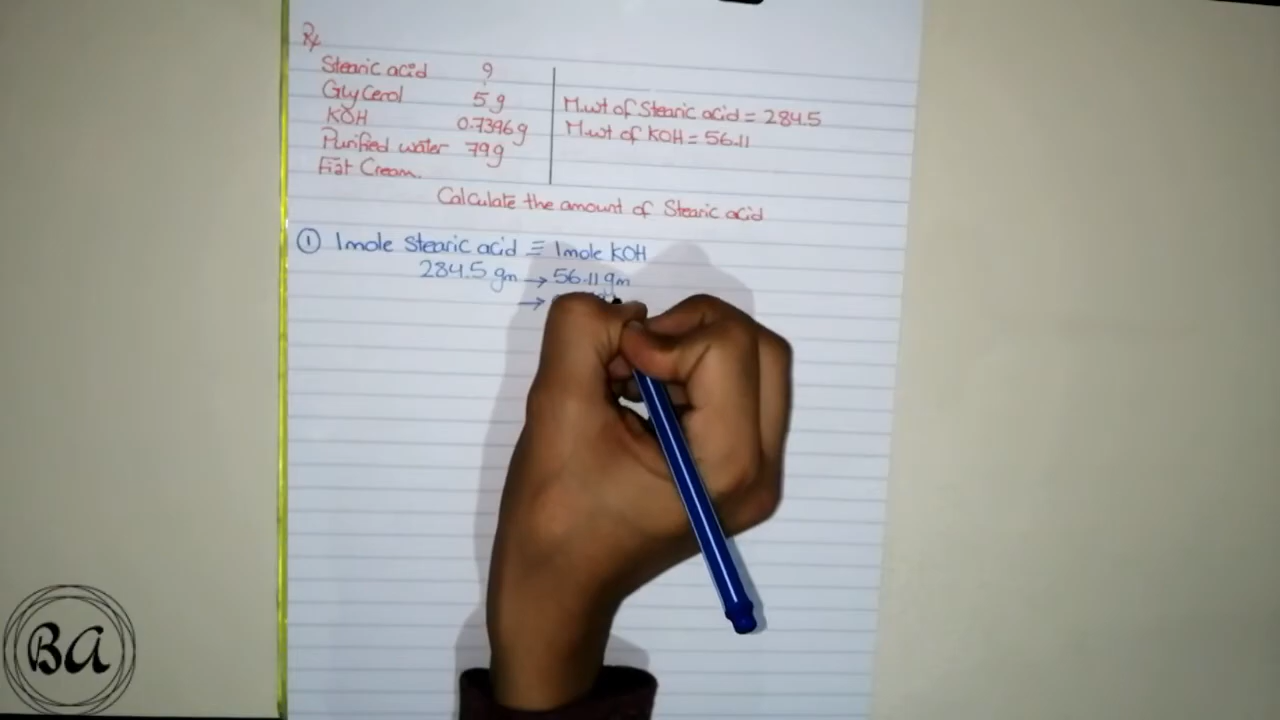 Rx
Stearic acid ?
Glycerol 5g
KOH 0.7396g
Purified water 79g
Fiat Cream.
M.wt of Stearic acid = 284.5
M.wt of KOH = 56.11
Calculate the amount of Stearic acid
① 1mole Stearic acid ≡ 1mole KOH
284.5 gm → 56.11 gm
→
BA